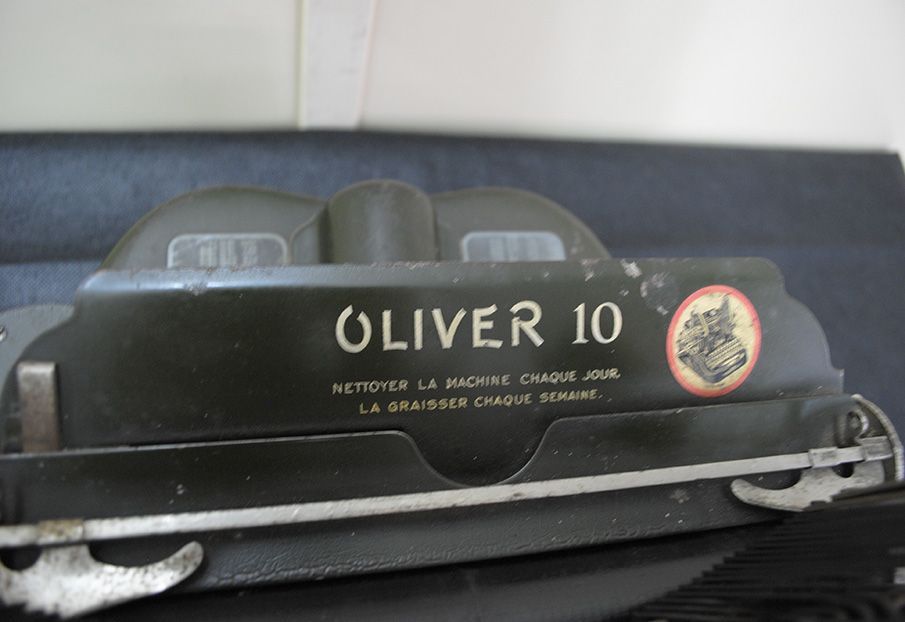 OLIVER 10
NETTOYER LA MACHINE CHAQUE JOUR.
LA GRAISSER CHAQUE SEMAINE.